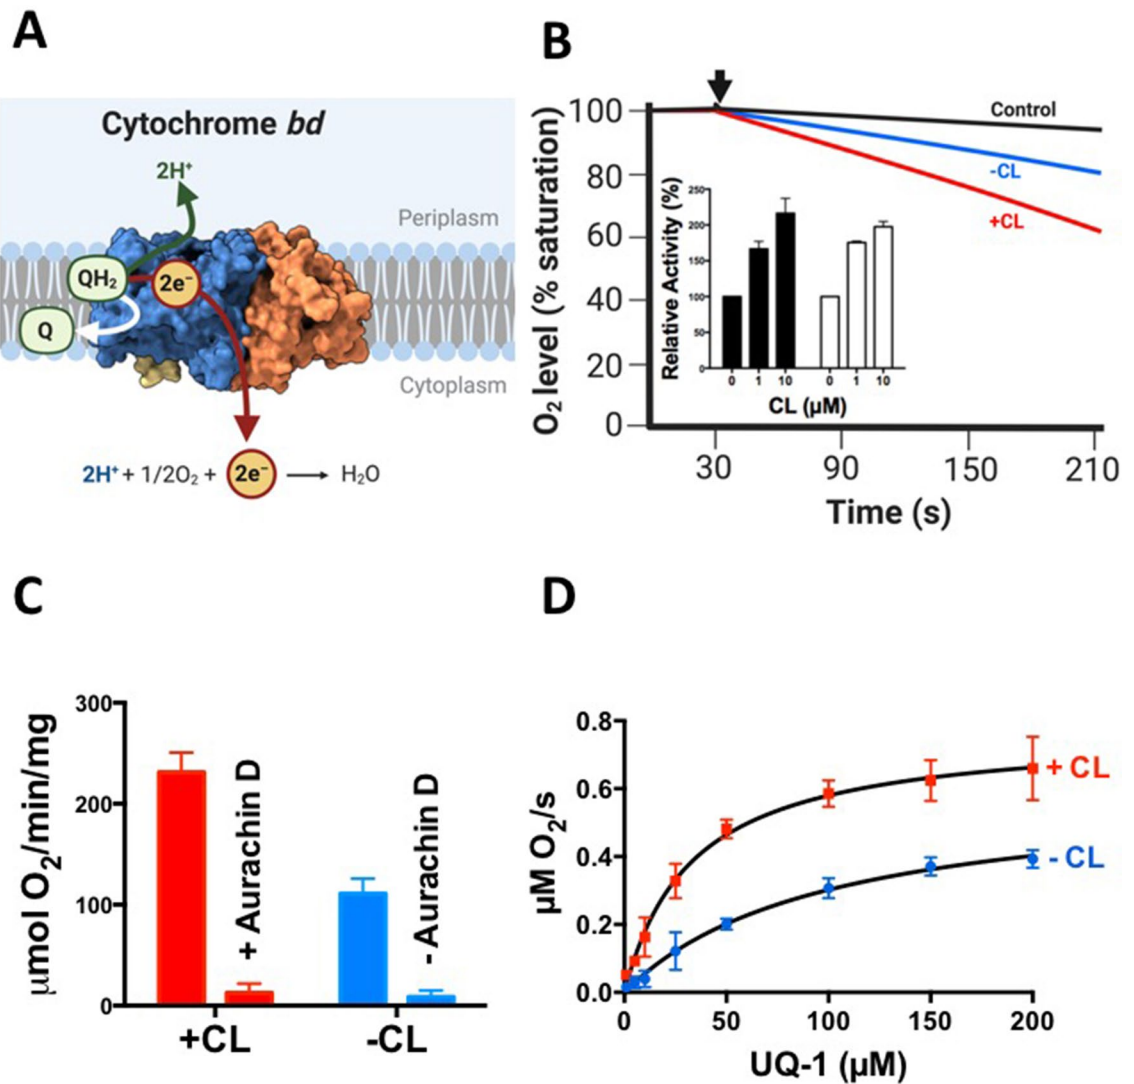 A
Cytochrome bd
2H⁺
Periplasm
QH₂
2e⁻
Q
Cytoplasm
2H⁺ + 1/2O₂ + 2e⁻ → H₂O
B
O₂ level (% saturation)
100
80
60
40
20
0
30
90
150
210
Time (s)
Control
-CL
+CL
Relative Activity (%)
250
200
150
100
50
0
0 1 10 0 1 10
CL (µM)
C
µmol O₂/min/mg
300
200
100
0
+ Aurachin D
- Aurachin D
+CL
-CL
D
µM O₂/s
0.8
0.6
0.4
0.2
0.0
0 50 100 150 200
UQ-1 (µM)
+ CL
- CL